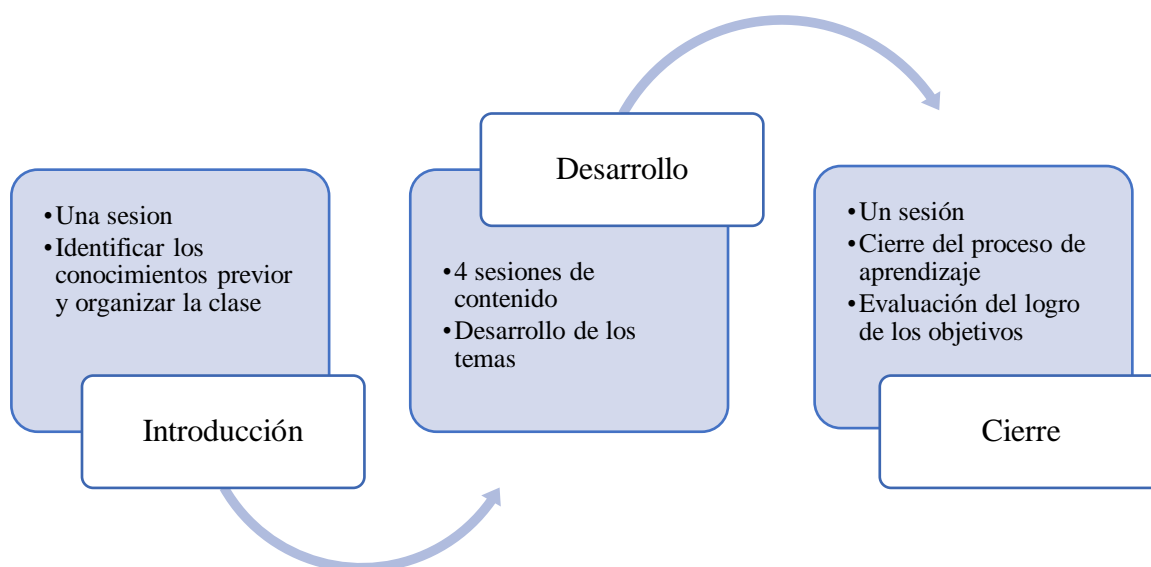 •Una sesion
•Identificar los
conocimientos previor
y organizar la clase
Introducción
Desarrollo
•4 sesiones de
contenido
•Desarrollo de los
temas
•Un sesión
•Cierre del proceso de
aprendizaje
•Evaluación del logro
de los objetivos
Cierre